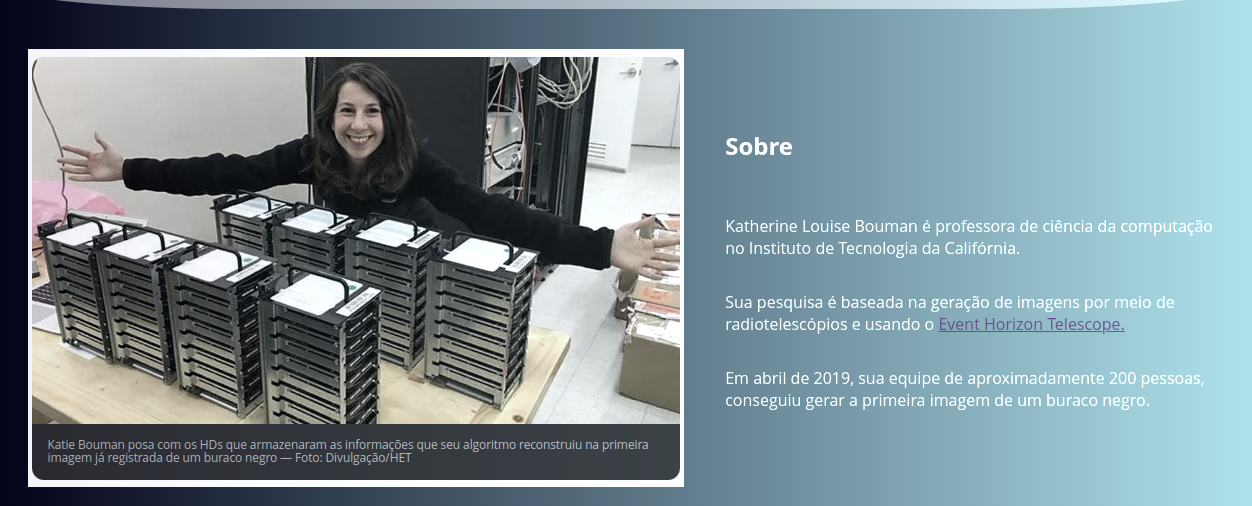 Sobre
Katherine Louise Bouman é professora de ciência da computação
no Instituto de Tecnologia da Califórnia.
Sua pesquisa é baseada na geração de imagens por meio de
radiotelescópios e usando o Event Horizon Telescope.
Em abril de 2019, sua equipe de aproximadamente 200 pessoas,
conseguiu gerar a primeira imagem de um buraco negro.
Katie Bouman posa com os HDs que armazenaram as informações que seu algoritmo reconstruiu na primeira
imagem já registrada de um buraco negro — Foto: Divulgação/HET